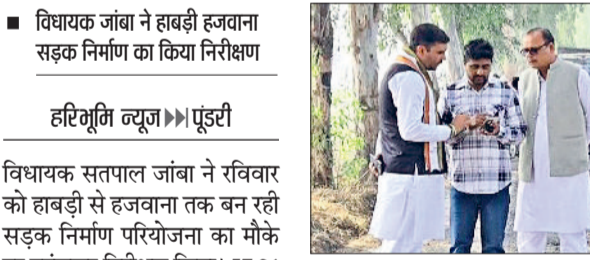 ■ विधायक जांबा ने हाबड़ी हजवाना
सड़क निर्माण का किया निरीक्षण
हरिभूमि न्यूज ▶▶| पूंडरी
विधायक सतपाल जांबा ने रविवार
को हाबड़ी से हजवाना तक बन रही
सड़क निर्माण परियोजना का मौके